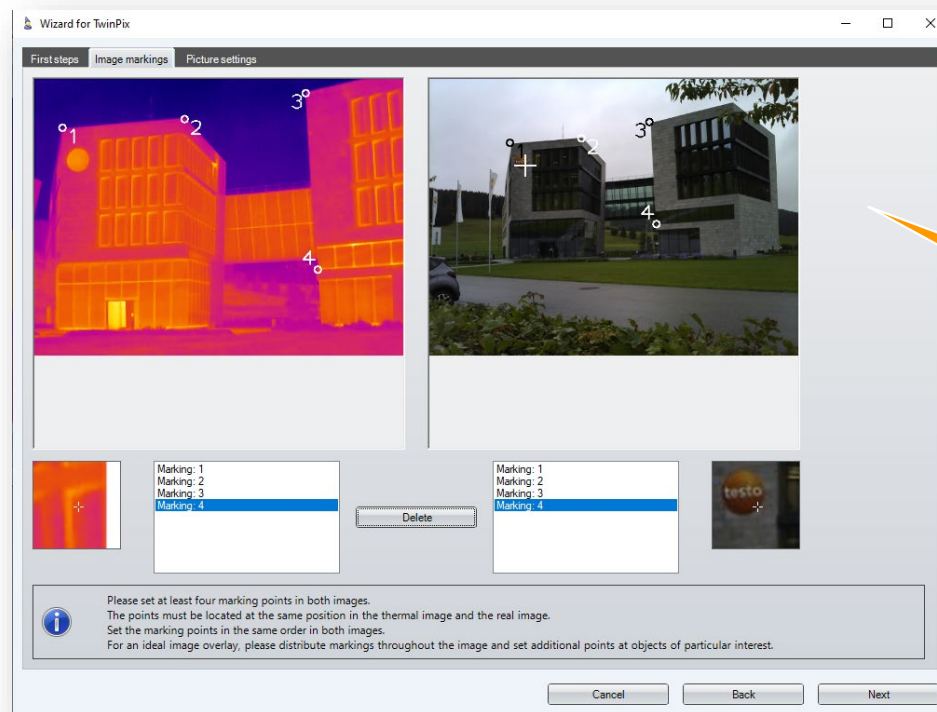 Wizard for TwinPix
First steps Image markings Picture settings
1 2 3 4
1 2 3 4
Marking: 1
Marking: 2
Marking: 3
Marking: 4
Delete
Marking: 1
Marking: 2
Marking: 3
Marking: 4
testo
Please set at least four marking points in both images.
The points must be located at the same position in the thermal image and the real image.
Set the marking points in the same order in both images.
For an ideal image overlay, please distribute markings throughout the image and set additional points at objects of particular interest.
Cancel Back Next